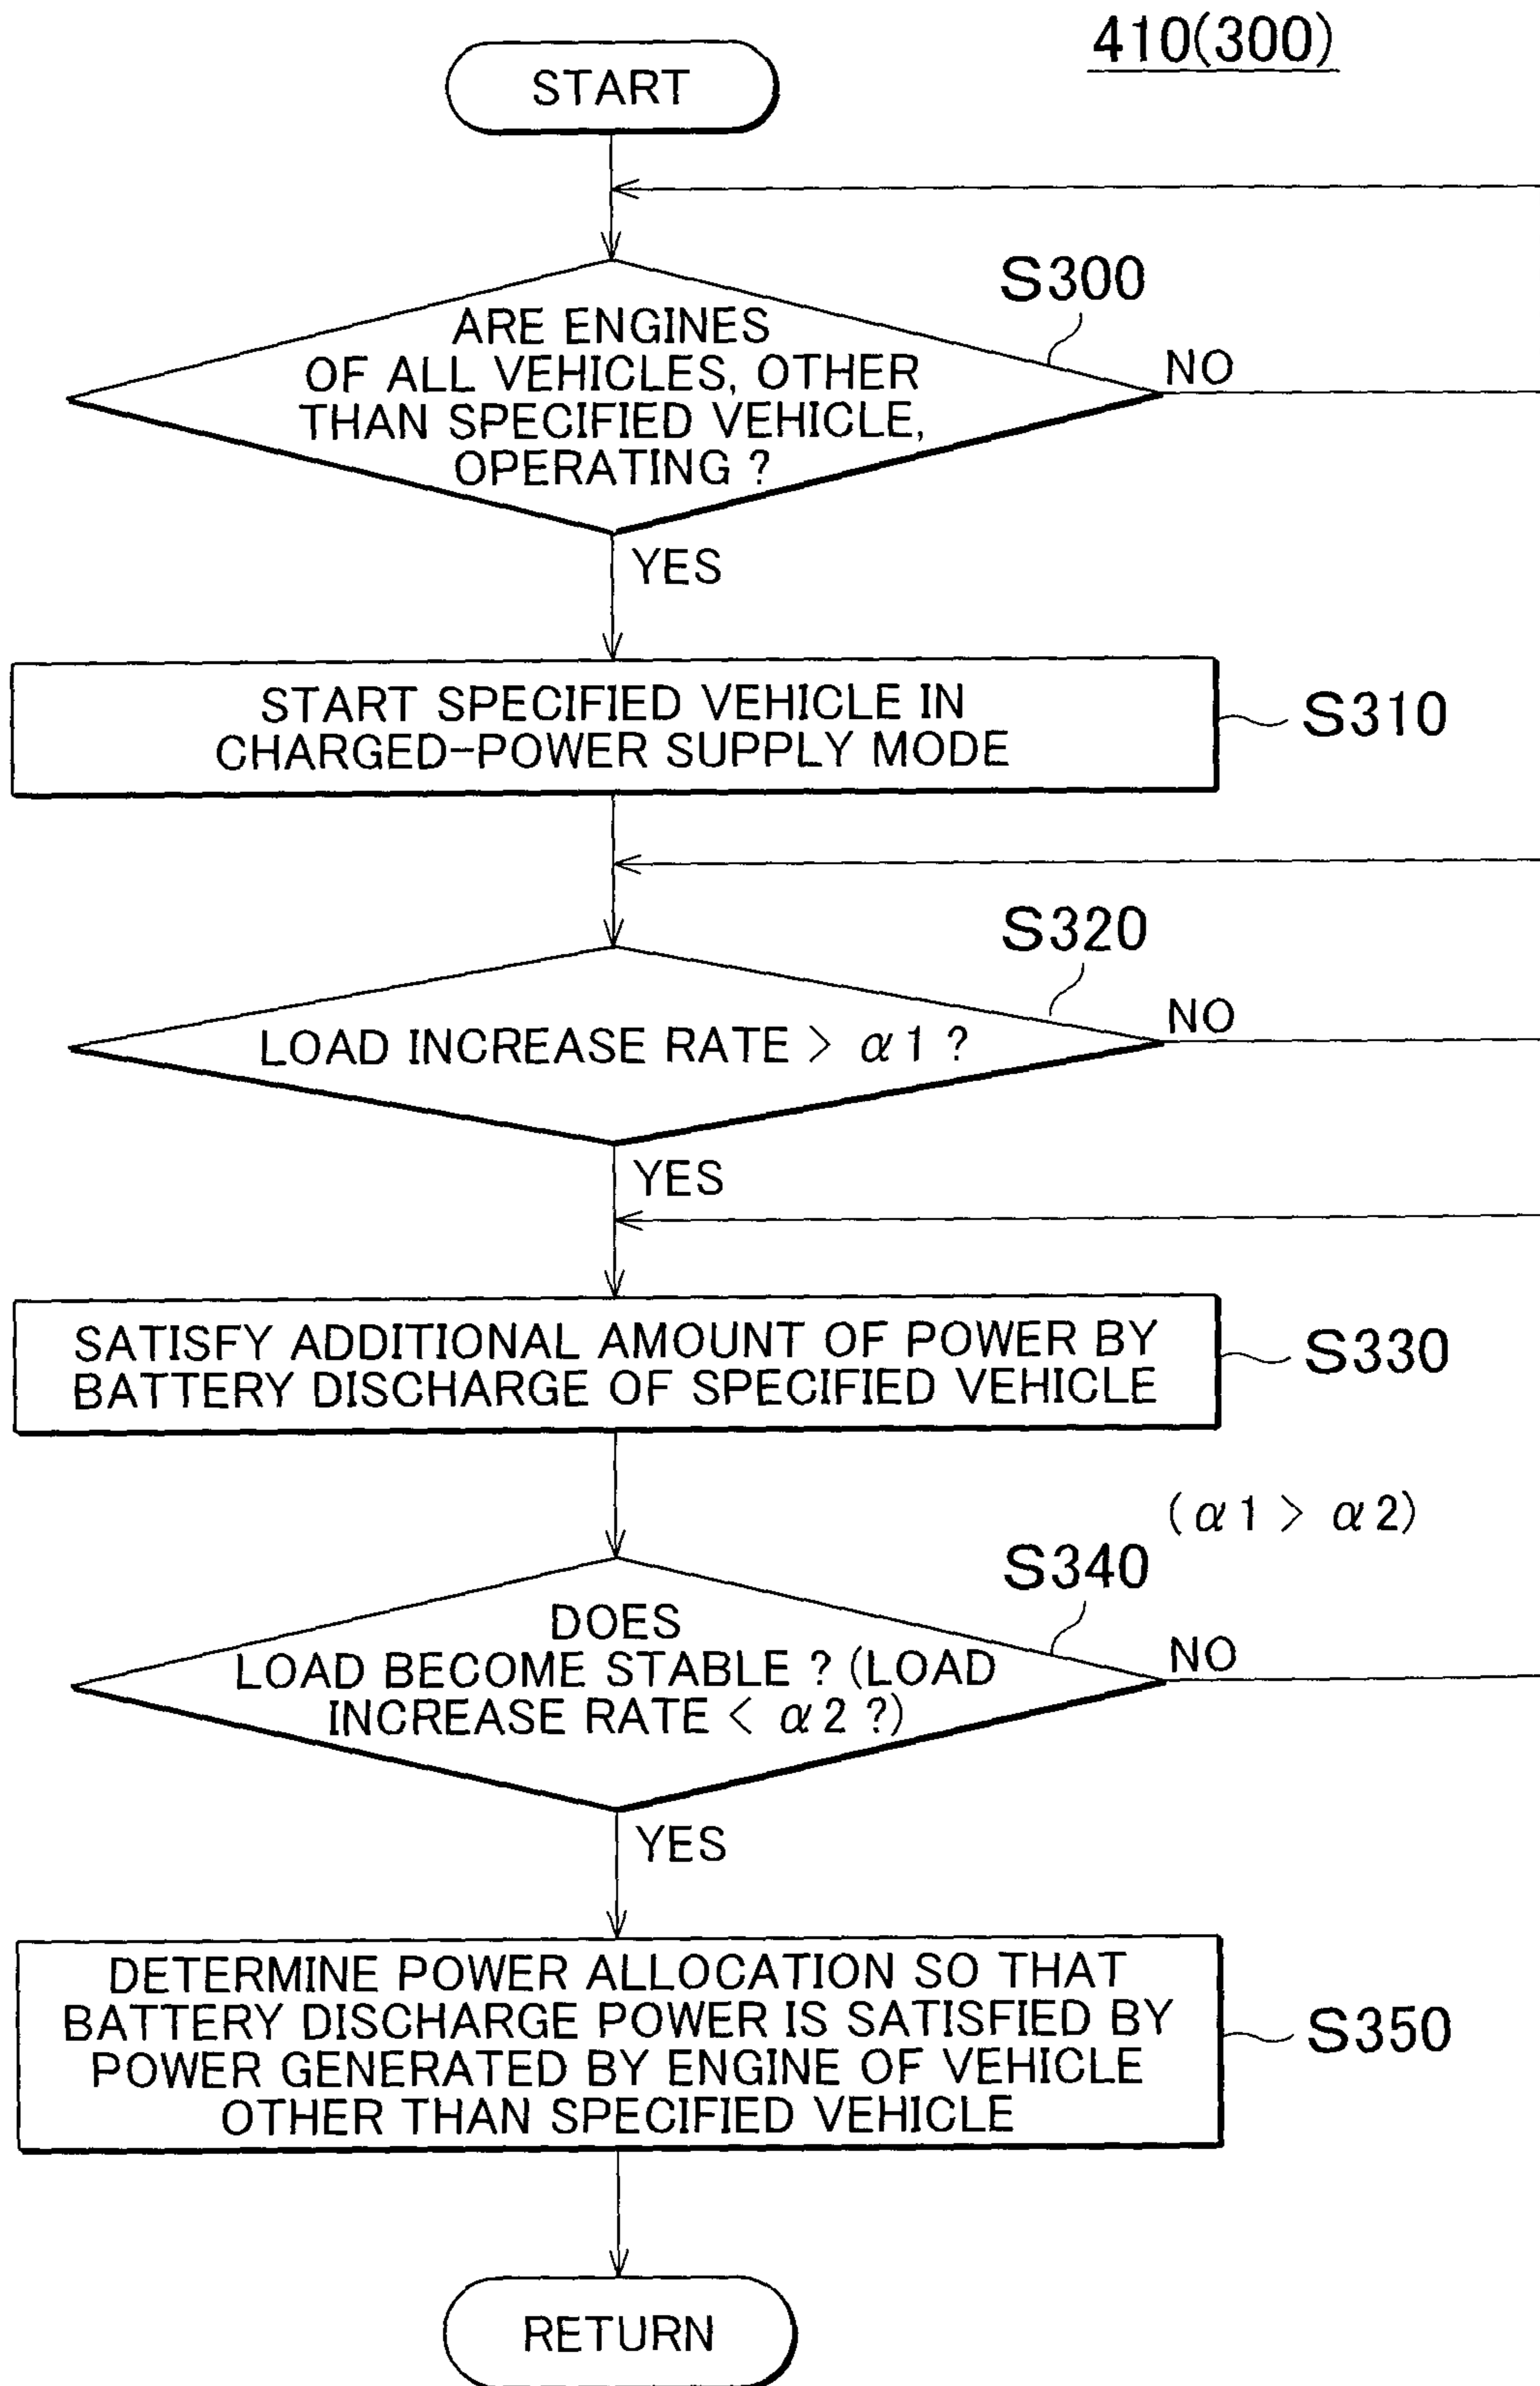 410(300)
START
S300
ARE ENGINES
OF ALL VEHICLES, OTHER
THAN SPECIFIED VEHICLE,
OPERATING ?
NO
YES
START SPECIFIED VEHICLE IN
CHARGED-POWER SUPPLY MODE
S310
S320
LOAD INCREASE RATE > α1 ?
NO
YES
SATISFY ADDITIONAL AMOUNT OF POWER BY
BATTERY DISCHARGE OF SPECIFIED VEHICLE
S330
(α1 > α2)
S340
DOES
LOAD BECOME STABLE ? (LOAD
INCREASE RATE < α2 ?)
NO
YES
DETERMINE POWER ALLOCATION SO THAT
BATTERY DISCHARGE POWER IS SATISFIED BY
POWER GENERATED BY ENGINE OF VEHICLE
OTHER THAN SPECIFIED VEHICLE
S350
RETURN